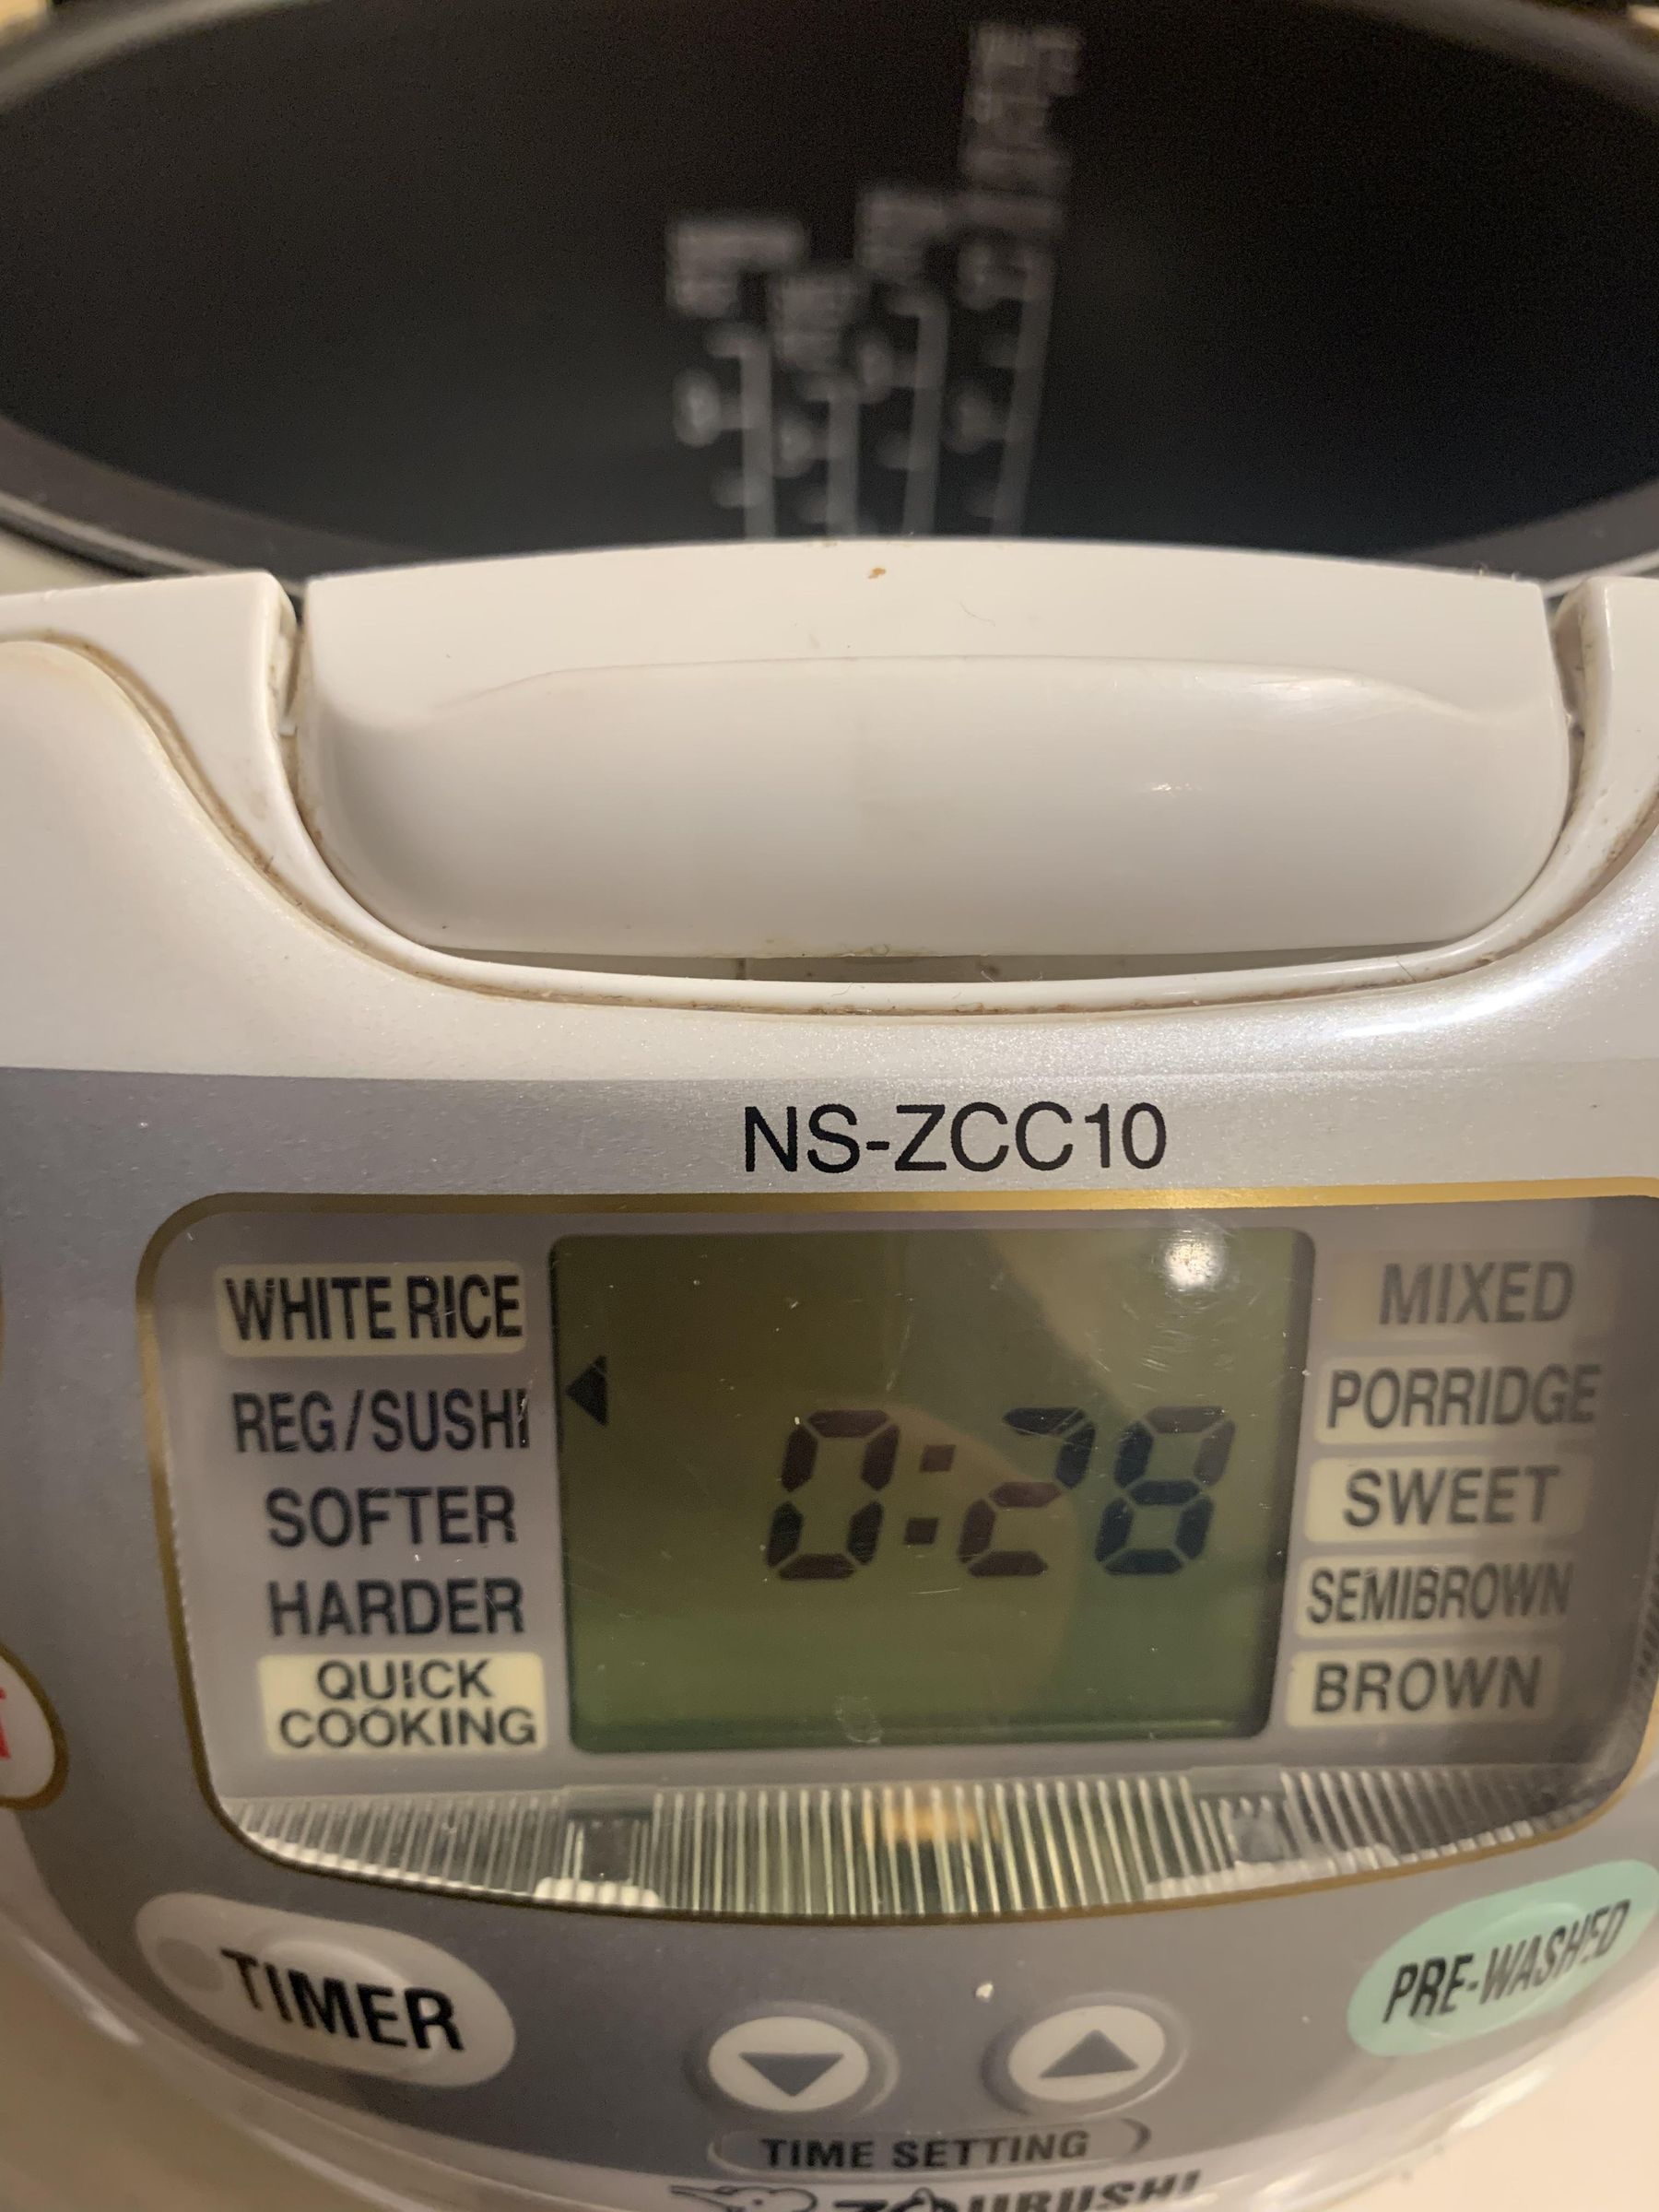 NS-ZCC10
WHITE RICE
REG/SUSHI
SOFTER
HARDER
QUICK
COOKING
0:28
MIXED
PORRIDGE
SWEET
SEMIBROWN
BROWN
TIMER
PRE-WASHED
TIME SETTING
ZOJIRUSHI